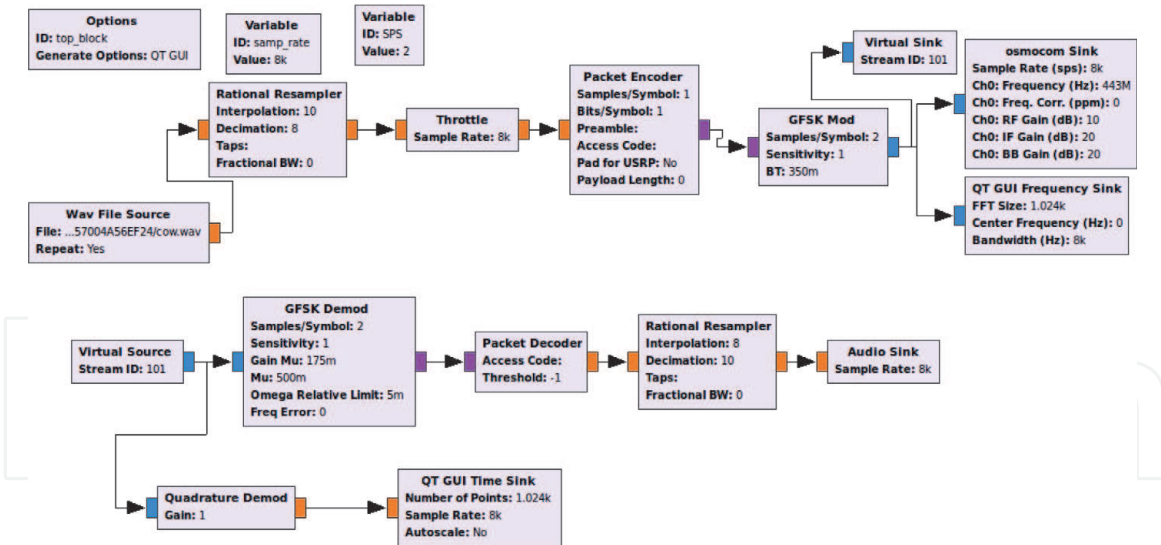 Options
ID: top_block
Generate Options: QT GUI
Variable
ID: samp_rate
Value: 8k
Variable
ID: SPS
Value: 2
Rational Resampler
Interpolation: 10
Decimation: 8
Taps:
Fractional BW: 0
Throttle
Sample Rate: 8k
Packet Encoder
Samples/Symbol: 1
Bits/Symbol: 1
Preamble:
Access Code:
Pad for USRP: No
Payload Length: 0
GFSK Mod
Samples/Symbol: 2
Sensitivity: 1
BT: 350m
Virtual Sink
Stream ID: 101
osmocom Sink
Sample Rate (sps): 8k
Ch0: Frequency (Hz): 443M
Ch0: Freq. Corr. (ppm): 0
Ch0: RF Gain (dB): 10
Ch0: IF Gain (dB): 20
Ch0: BB Gain (dB): 20
QT GUI Frequency Sink
FFT Size: 1.024k
Center Frequency (Hz): 0
Bandwidth (Hz): 8k
Wav File Source
File: ...57004A56EF24/cow.wav
Repeat: Yes
Virtual Source
Stream ID: 101
GFSK Demod
Samples/Symbol: 2
Sensitivity: 1
Gain Mu: 175m
Mu: 500m
Omega Relative Limit: 5m
Freq Error: 0
Packet Decoder
Access Code:
Threshold: -1
Rational Resampler
Interpolation: 8
Decimation: 10
Taps:
Fractional BW: 0
Audio Sink
Sample Rate: 8k
Quadrature Demod
Gain: 1
QT GUI Time Sink
Number of Points: 1.024k
Sample Rate: 8k
Autoscale: No